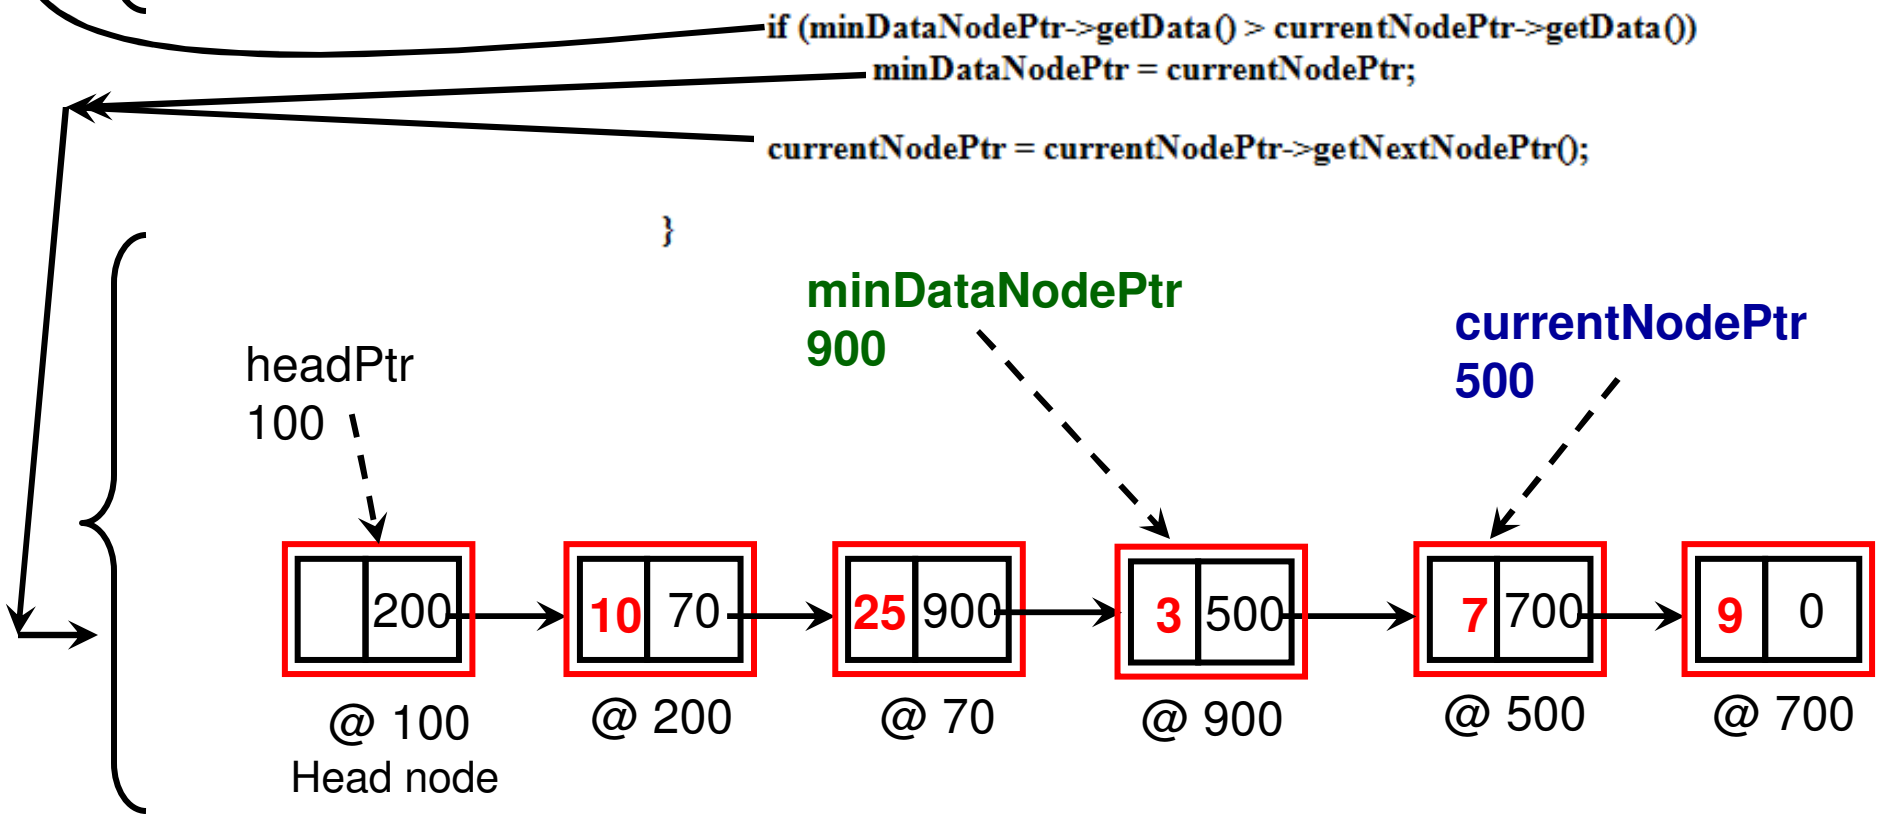 if (minDataNodePtr->getData() > currentNodePtr->getData())
minDataNodePtr = currentNodePtr;
currentNodePtr = currentNodePtr->getNextNodePtr();
}
minDataNodePtr
900
currentNodePtr
500
headPtr
100
200 10 70 25 900 3 500 7 700 9 0
@ 100 @ 200 @ 70 @ 900 @ 500 @ 700
Head node